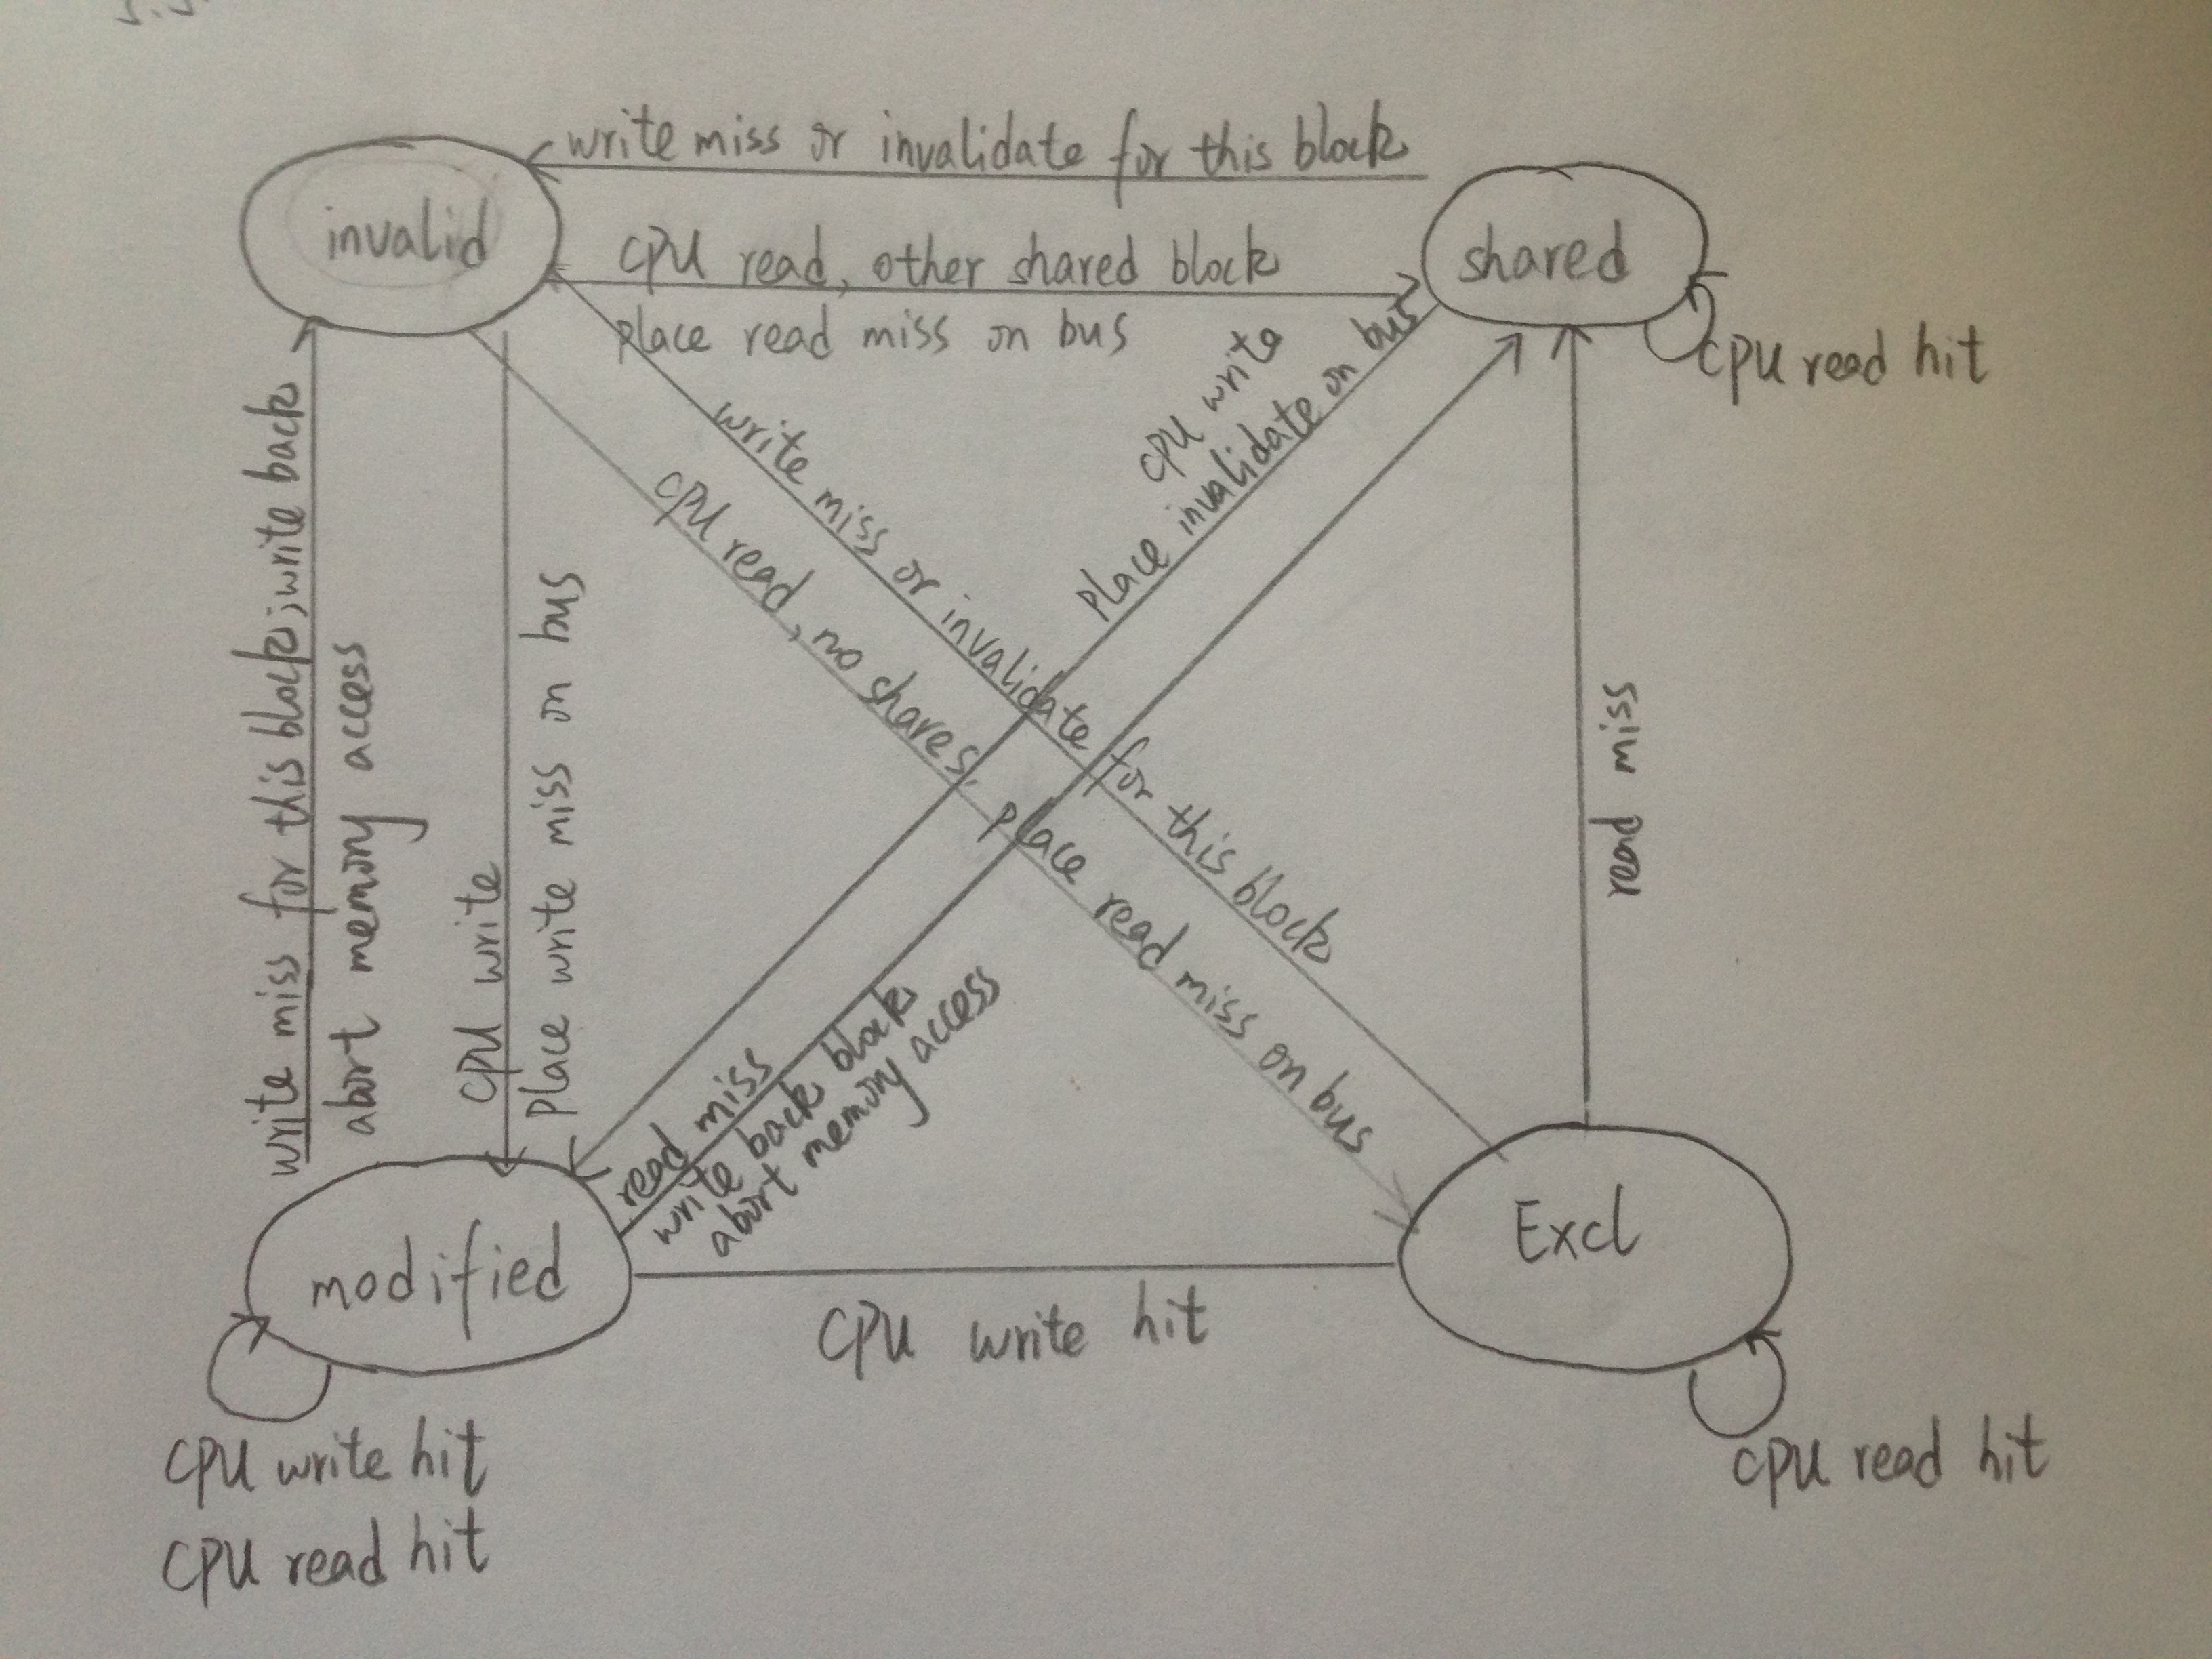 5.3.
write miss or invalidate for this block
invalid
shared
CPU read, other shared block
place read miss on bus
CPU read hit
CPU write
place invalidate on bus
write miss or invalidate for this block
CPU read, no shares, place read miss on bus
write miss for this block; write back
abort memory access
CPU write
place write miss on bus
read miss
read miss
write back block
abort memory access
Excl
modified
CPU write hit
CPU write hit
CPU read hit
CPU read hit